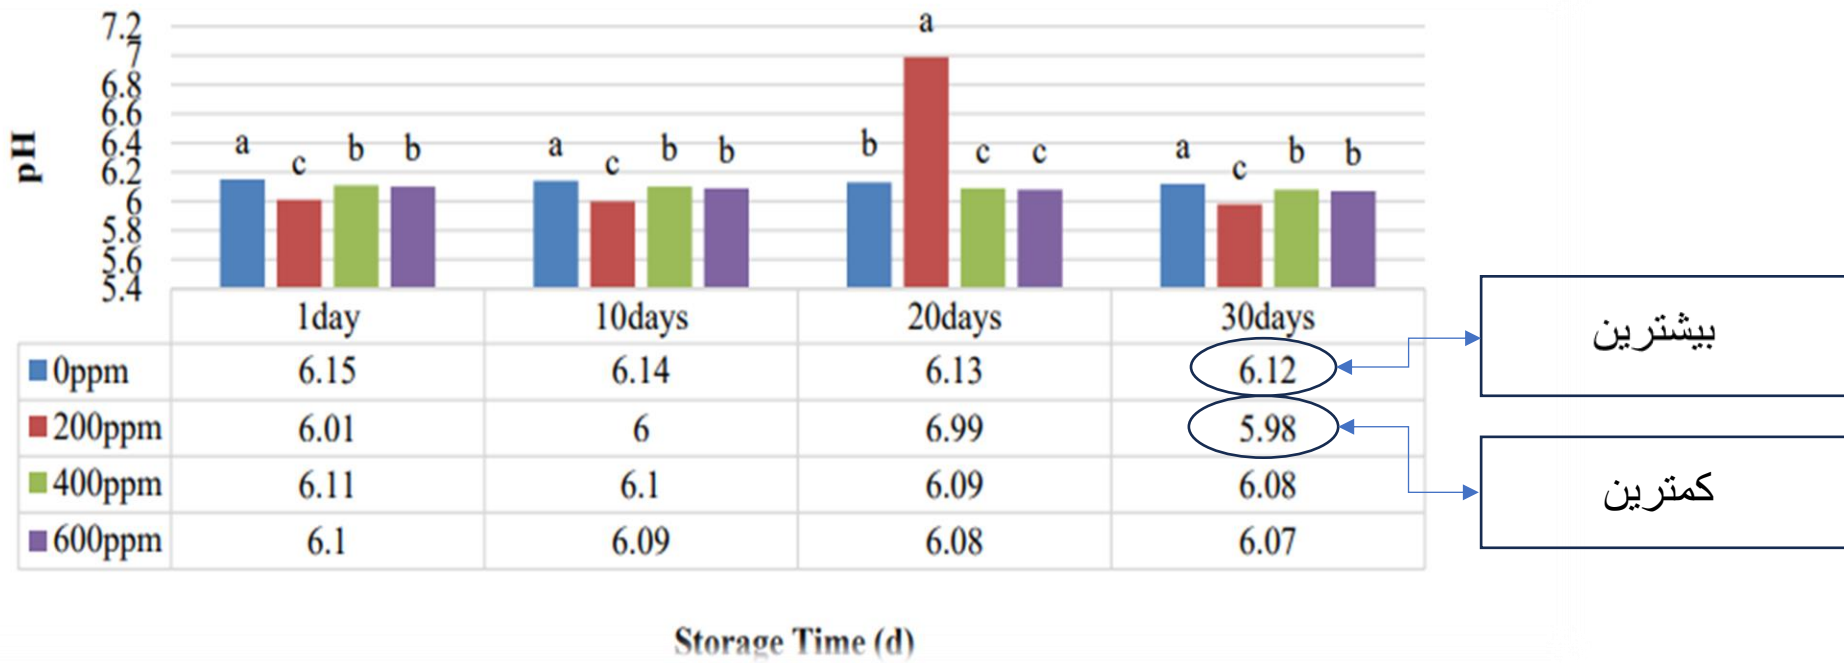 pH
7.2
7
6.8
6.6
6.4
6.2
6
5.8
5.6
5.4
a c b b a c b b b a c c a c b b
1day 10days 20days 30days
0ppm 6.15 6.14 6.13 6.12
200ppm 6.01 6 6.99 5.98
400ppm 6.11 6.1 6.09 6.08
600ppm 6.1 6.09 6.08 6.07
بیشترین
کمترین
Storage Time (d)